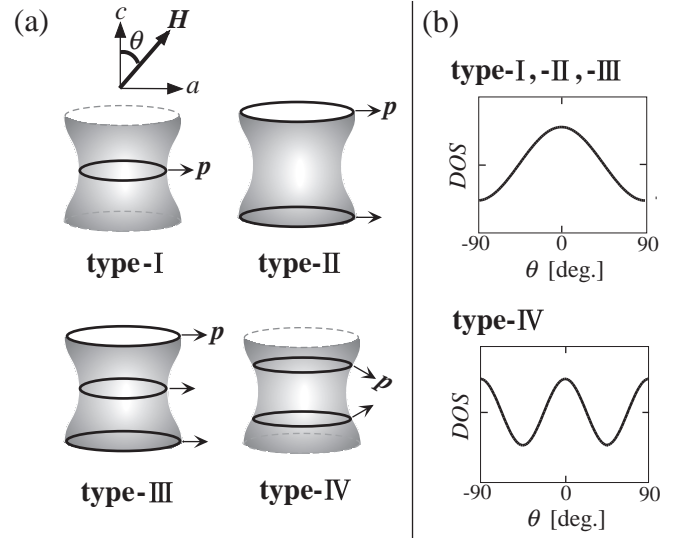 (a)
c
H
θ
a
p
p
type-I
type-II
p
p
type-III
type-IV
(b)
type-I,-II,-III
DOS
-90 0 90
θ [deg.]
type-IV
DOS
-90 0 90
θ [deg.]